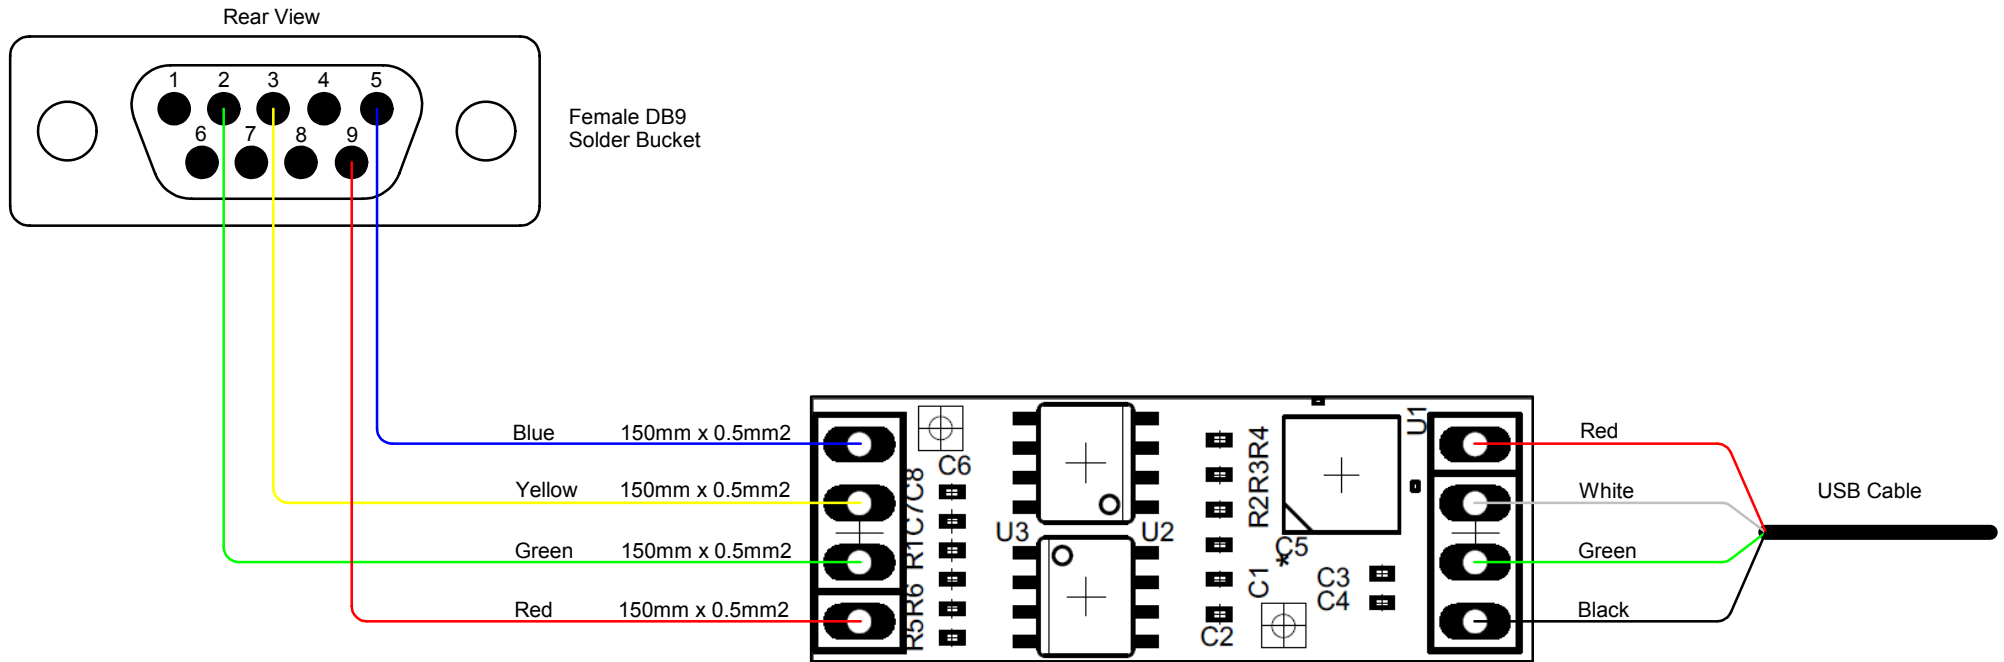 Rear View
1 2 3 4 5
6 7 8 9
Female DB9
Solder Bucket
Blue 150mm x 0.5mm2
Yellow 150mm x 0.5mm2
Green 150mm x 0.5mm2
Red 150mm x 0.5mm2
C6
R5R6 R1C7C8
U3
U2
R2R3R4
C1
C2
C5
*
C3
C4
U1
Red
White
Green
Black
USB Cable